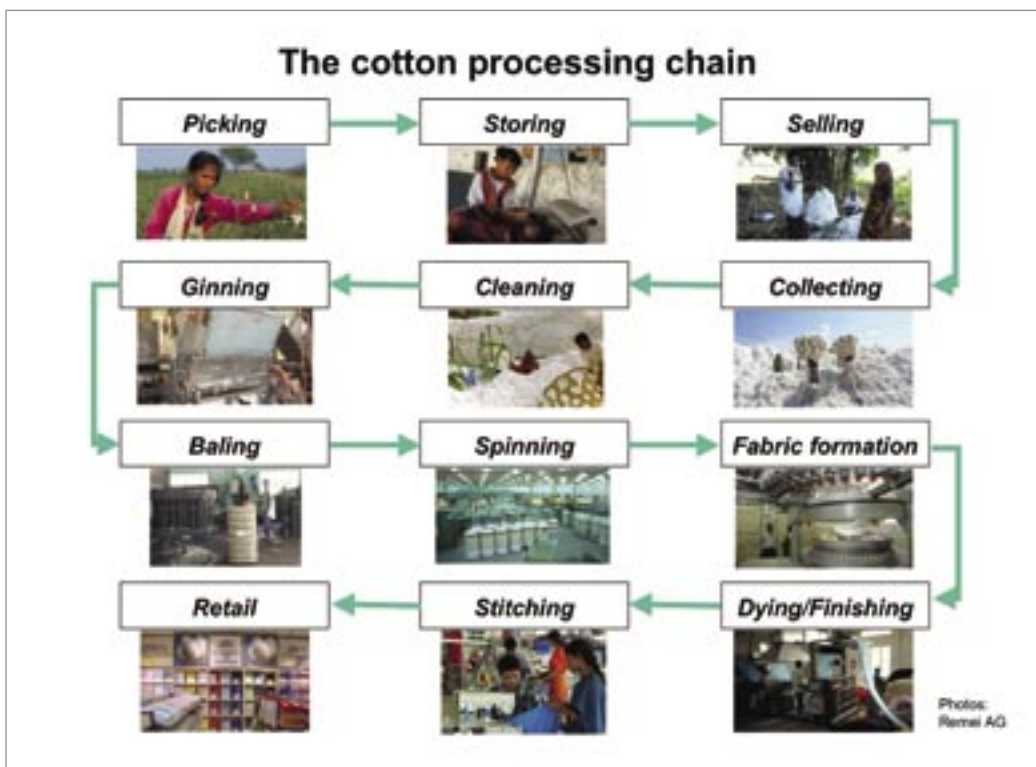 The cotton processing chain
Picking
Storing
Selling
Ginning
Cleaning
Collecting
Baling
Spinning
Fabric formation
Retail
Stitching
Dying/Finishing
Photos:
Remei AG